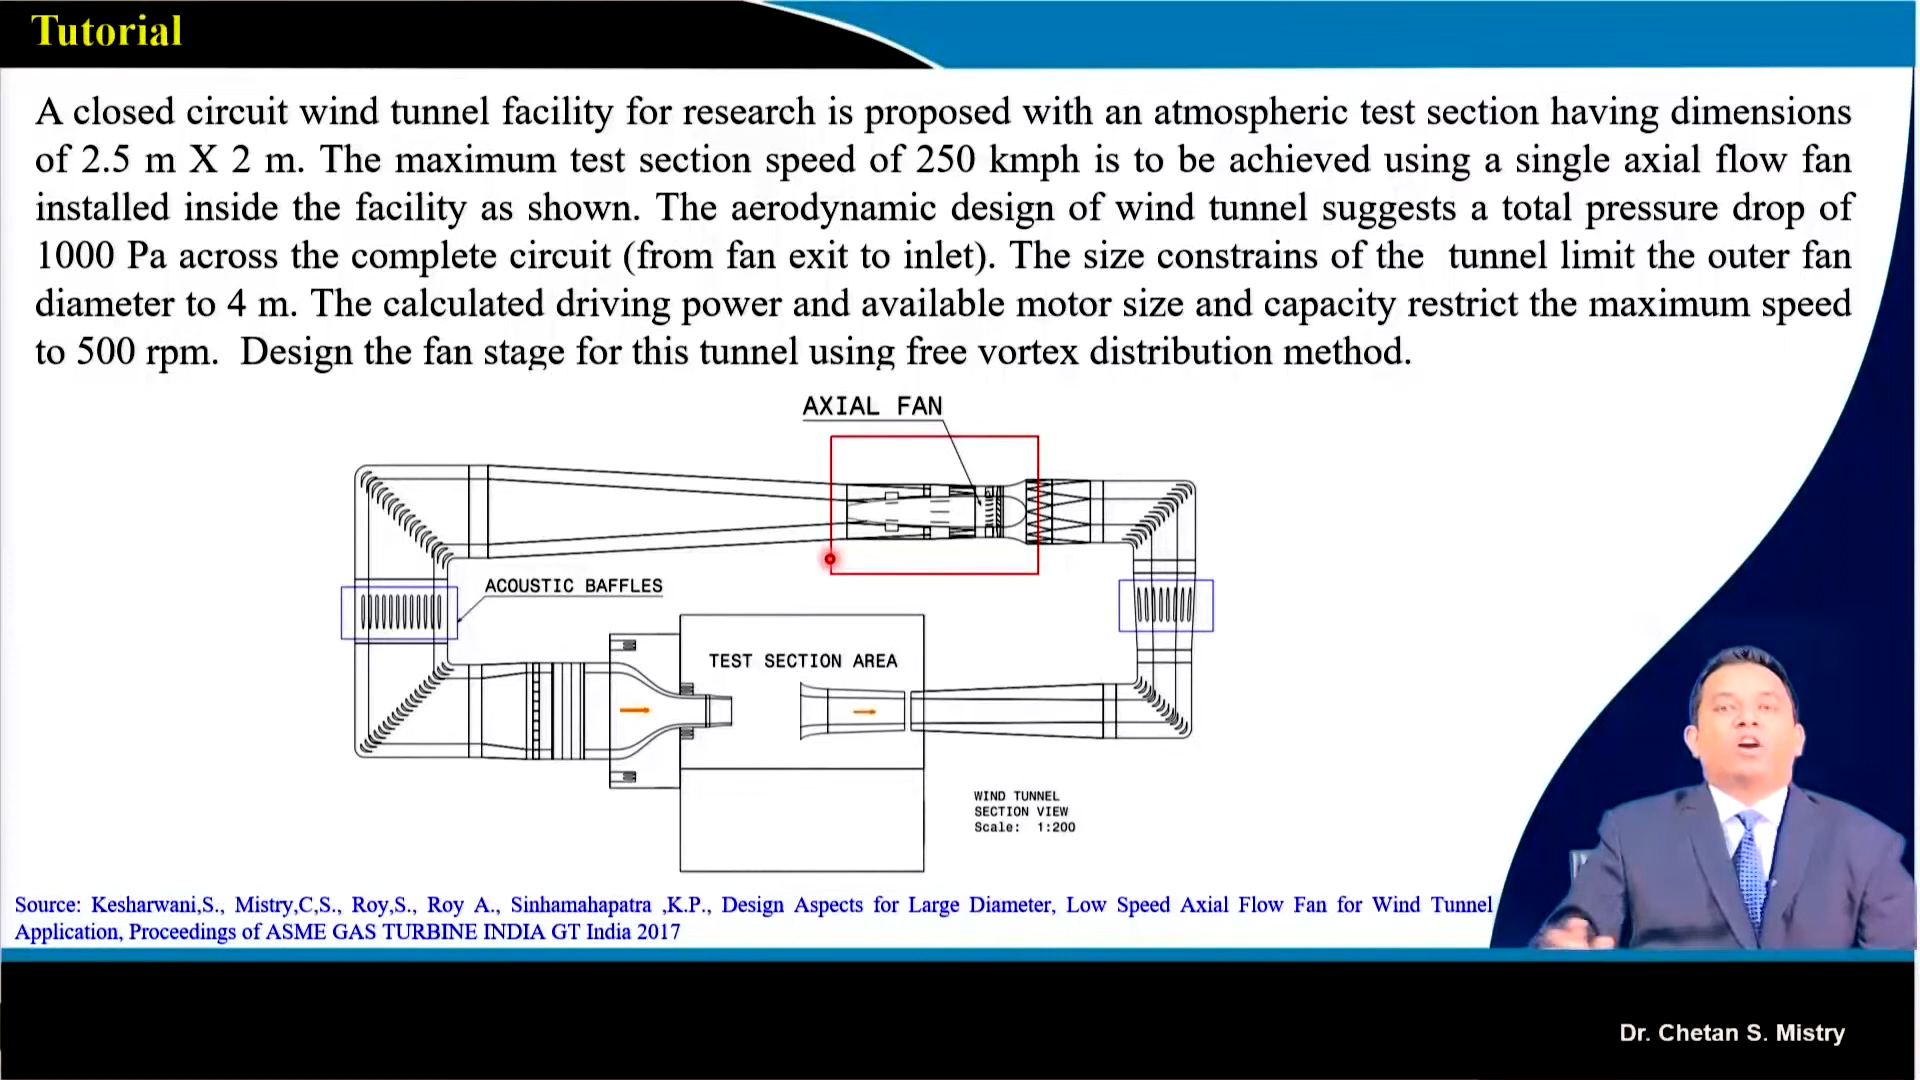 Tutorial
A closed circuit wind tunnel facility for research is proposed with an atmospheric test section having dimensions
of 2.5 m X 2 m. The maximum test section speed of 250 kmph is to be achieved using a single axial flow fan
installed inside the facility as shown. The aerodynamic design of wind tunnel suggests a total pressure drop of
1000 Pa across the complete circuit (from fan exit to inlet). The size constrains of the tunnel limit the outer fan
diameter to 4 m. The calculated driving power and available motor size and capacity restrict the maximum speed
to 500 rpm. Design the fan stage for this tunnel using free vortex distribution method.
AXIAL FAN
ACOUSTIC BAFFLES
TEST SECTION AREA
WIND TUNNEL
SECTION VIEW
Scale: 1:200
Source: Kesharwani,S., Mistry,C,S., Roy,S., Roy A., Sinhamahapatra ,K.P., Design Aspects for Large Diameter, Low Speed Axial Flow Fan for Wind Tunnel
Application, Proceedings of ASME GAS TURBINE INDIA GT India 2017
Dr. Chetan S. Mistry